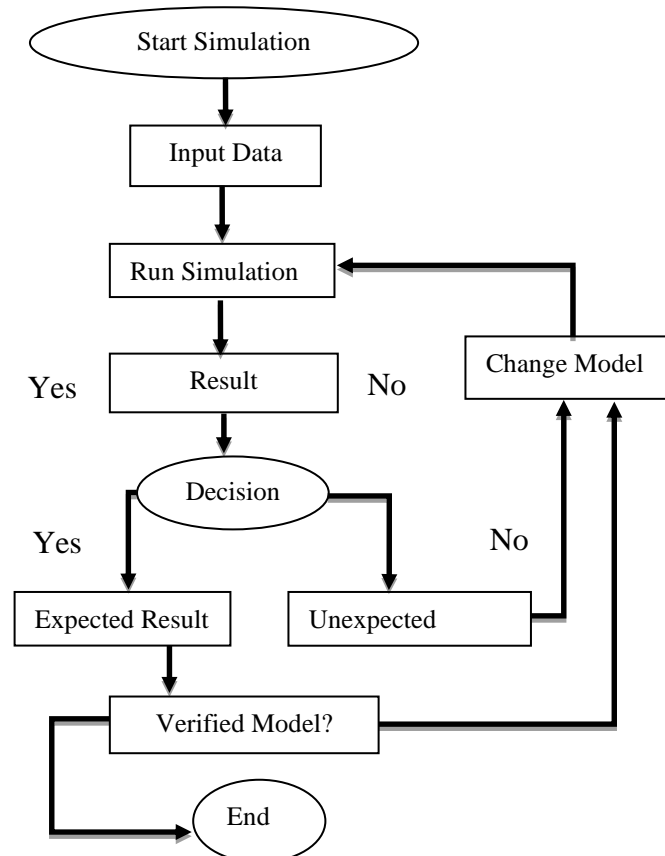 Start Simulation
Input Data
Run Simulation
Change Model
Yes
Result
No
Decision
Yes
No
Expected Result
Unexpected
Verified Model?
End